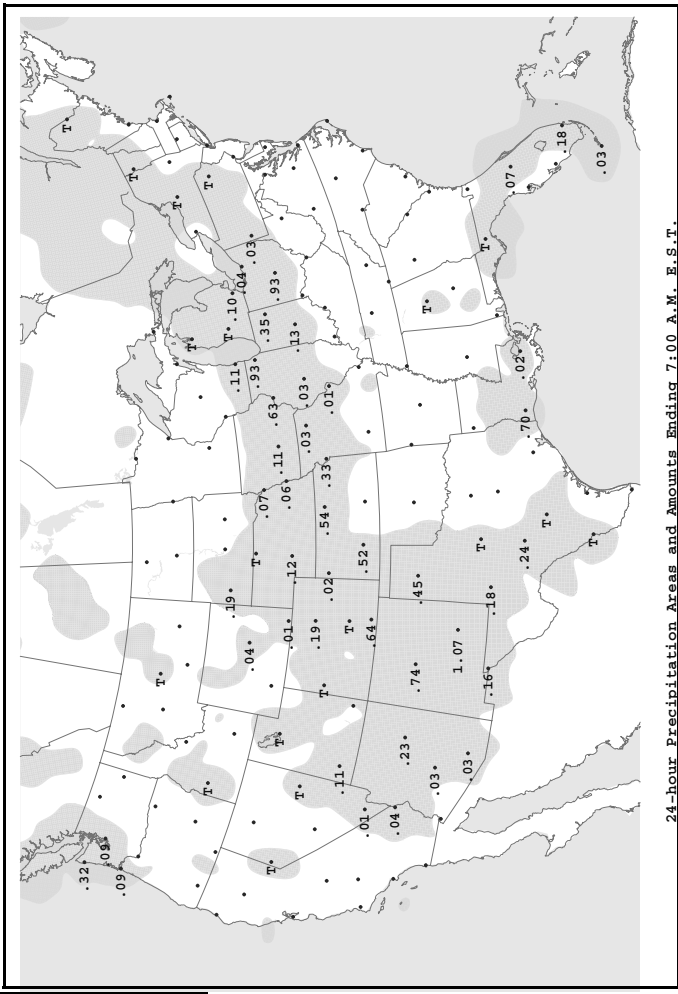 T
.32
.09
.09
T
T
T
T
T
T
T
.19
.10
.11
.04
.04
.03
.93
T
.07
.35
T
.63
.93
.11
T
.06
.01
.12
.13
T
.03
.03
.19
T
.54
.33
.02
.01
.11
T
.52
.01
.64
.04
.23
.74
.45
T
.03
1.07
.03
T
T
.16
.18
.07
.02
.24
.70
T
.18
T
.03
24-hour Precipitation Areas and Amounts Ending 7:00 A.M. E.S.T.